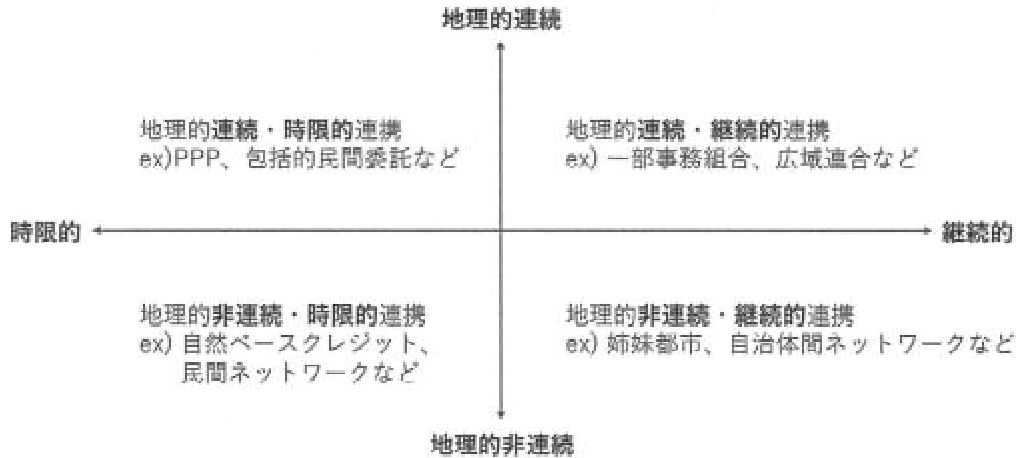 地理的連続
地理的連続・時限的連携
ex)PPP、包括的民間委託など
地理的連続・継続的連携
ex) 一部事務組合、広域連合など
時限的
継続的
地理的非連続・時限的連携
ex) 自然ベースクレジット、
民間ネットワークなど
地理的非連続・継続的連携
ex) 姉妹都市、自治体間ネットワークなど
地理的非連続